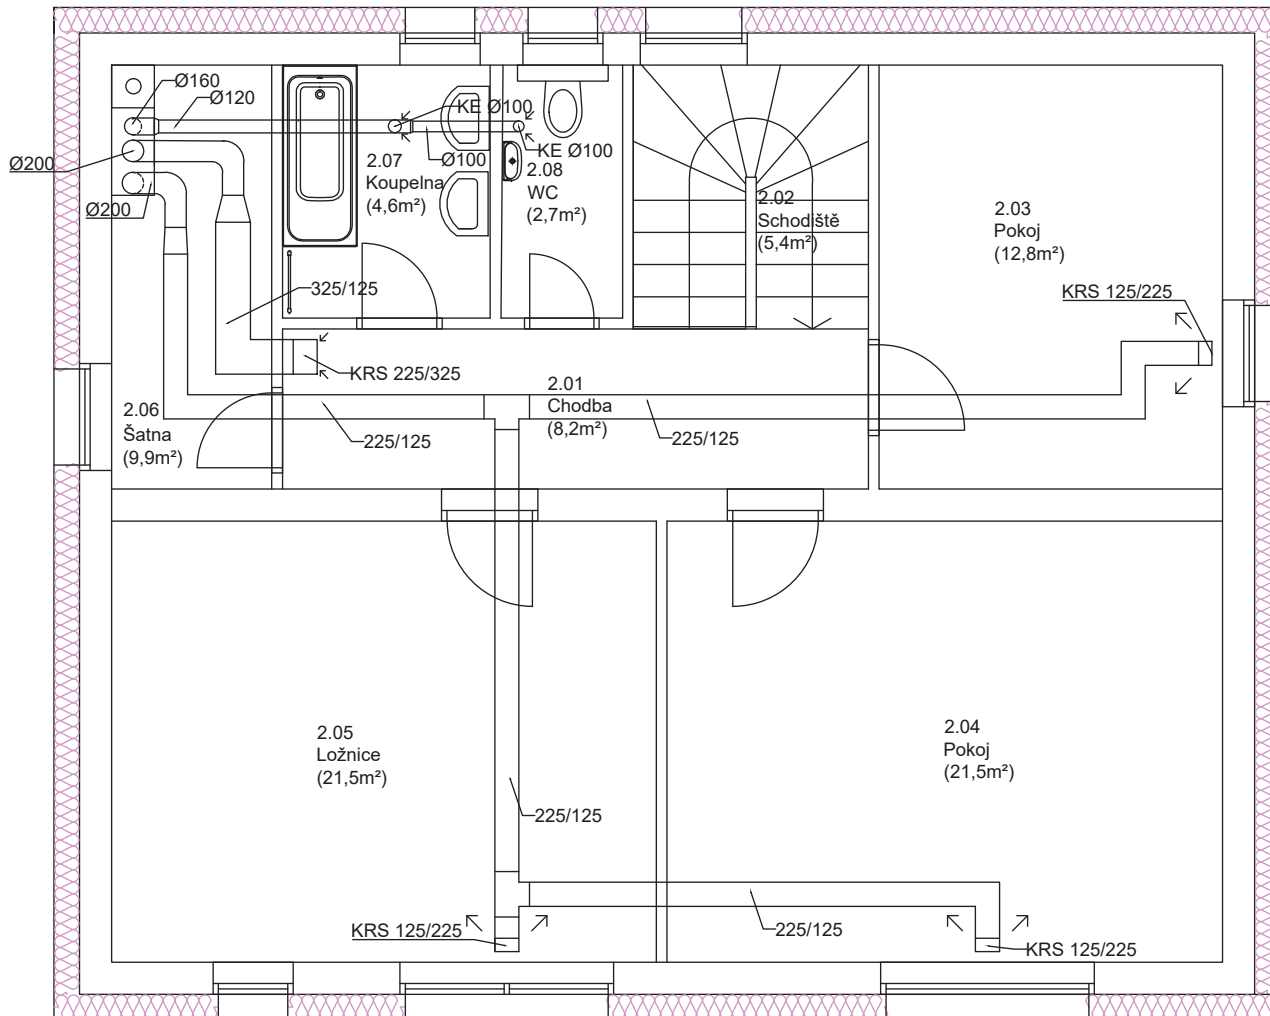 Ø160
Ø120
KE Ø100
Ø200
Ø100
KE Ø100
2.07
Koupelna
(4,6m²)
2.08
WC
(2,7m²)
Ø200
2.02
Schodiště
(5,4m²)
2.03
Pokoj
(12,8m²)
325/125
KRS 125/225
KRS 225/325
2.01
Chodba
(8,2m²)
2.06
Šatna
(9,9m²)
225/125
225/125
2.05
Ložnice
(21,5m²)
2.04
Pokoj
(21,5m²)
225/125
KRS 125/225
225/125
KRS 125/225